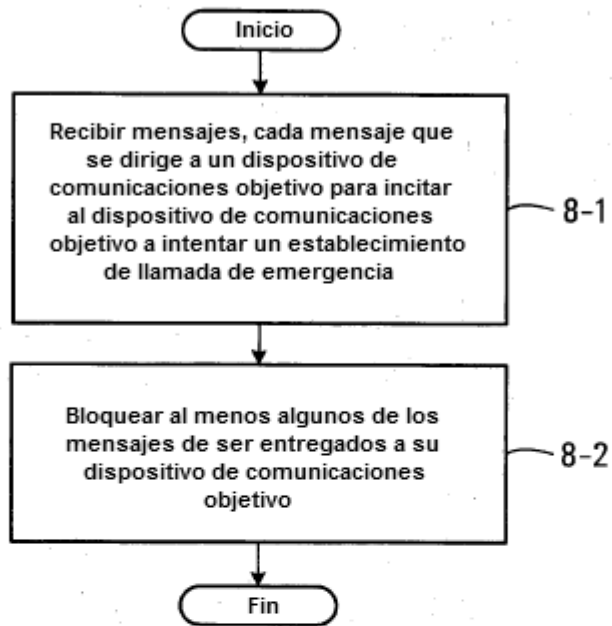 Inicio
Recibir mensajes, cada mensaje que
se dirige a un dispositivo de
comunicaciones objetivo para incitar
al dispositivo de comunicaciones
objetivo a intentar un establecimiento
de llamada de emergencia
8-1
Bloquear al menos algunos de los
mensajes de ser entregados a su
dispositivo de comunicaciones
objetivo
8-2
Fin